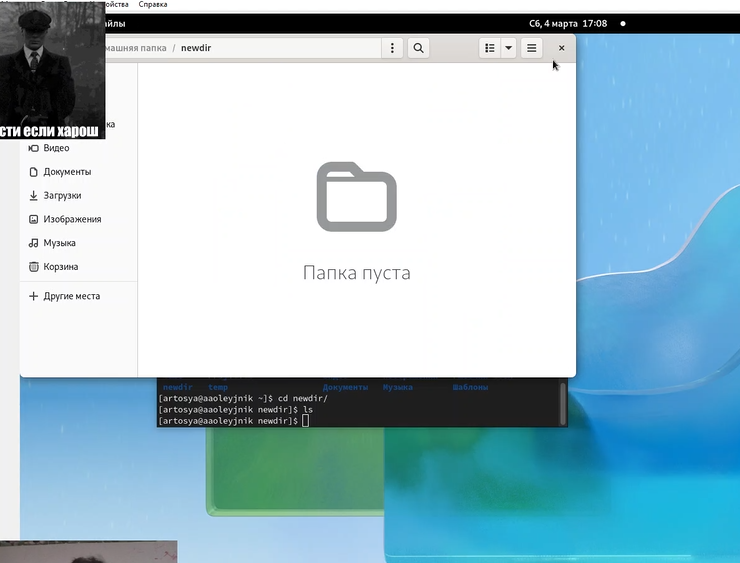 ойства Справка
айлы
Сб, 4 марта 17:08
машняя папка / newdir
сти если харош
ка
Видео
Документы
Загрузки
Изображения
Музыка
Корзина
Другие места
Папка пуста
newdir temp Документы Музыка Шаблоны
[artosya@aaoleyjnik ~]$ cd newdir/
[artosya@aaoleyjnik newdir]$ ls
[artosya@aaoleyjnik newdir]$